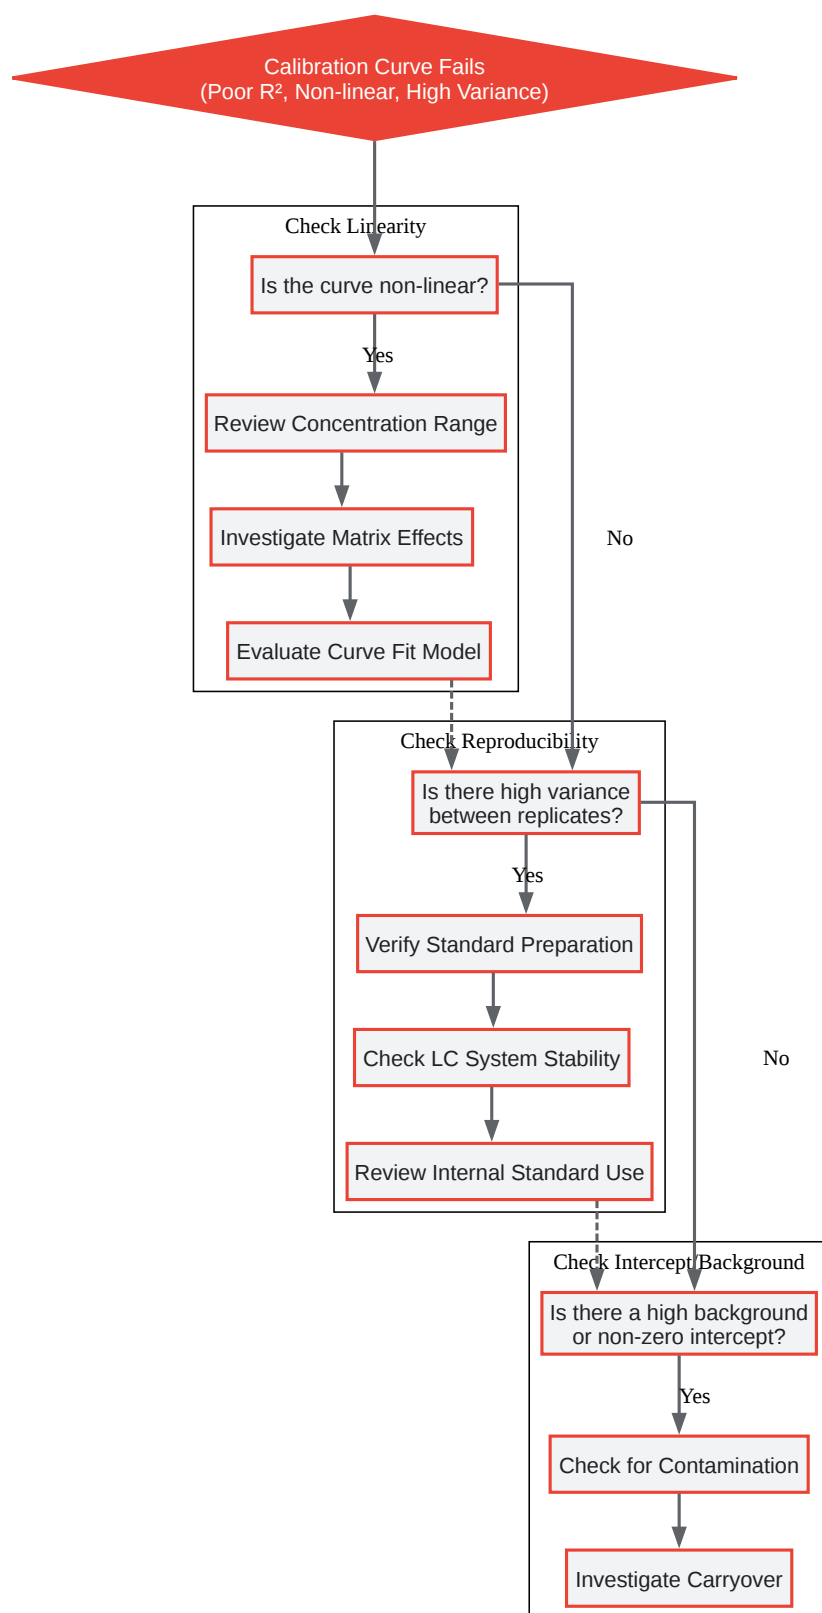 Calibration Curve Fails
(Poor R², Non-linear, High Variance)
Check Linearity
Is the curve non-linear?
Yes
Review Concentration Range
Investigate Matrix Effects
No
Evaluate Curve Fit Model
Check Reproducibility
Is there high variance
between replicates?
Yes
Verify Standard Preparation
Check LC System Stability
No
Review Internal Standard Use
Check Intercept/Background
Is there a high background
or non-zero intercept?
Yes
Check for Contamination
Investigate Carryover